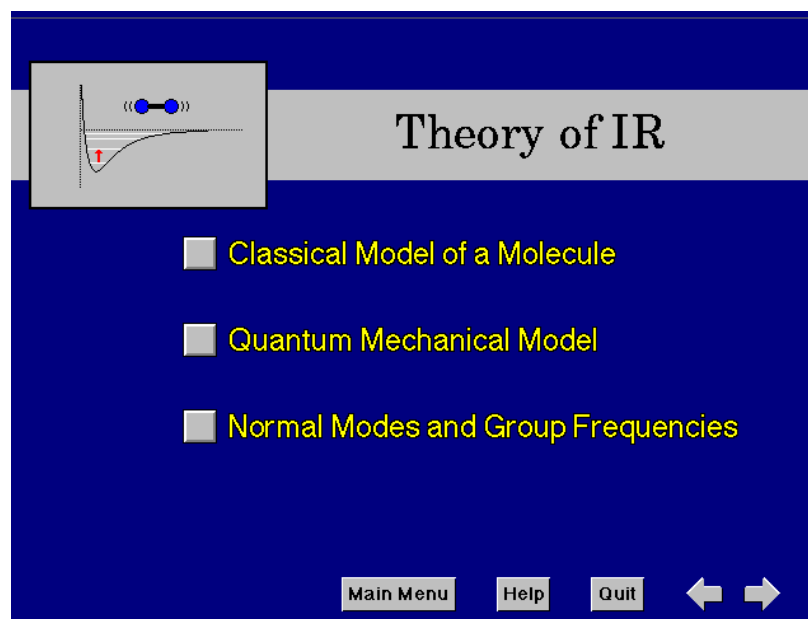 Theory of IR
Classical Model of a Molecule
Quantum Mechanical Model
Normal Modes and Group Frequencies
Main Menu Help Quit